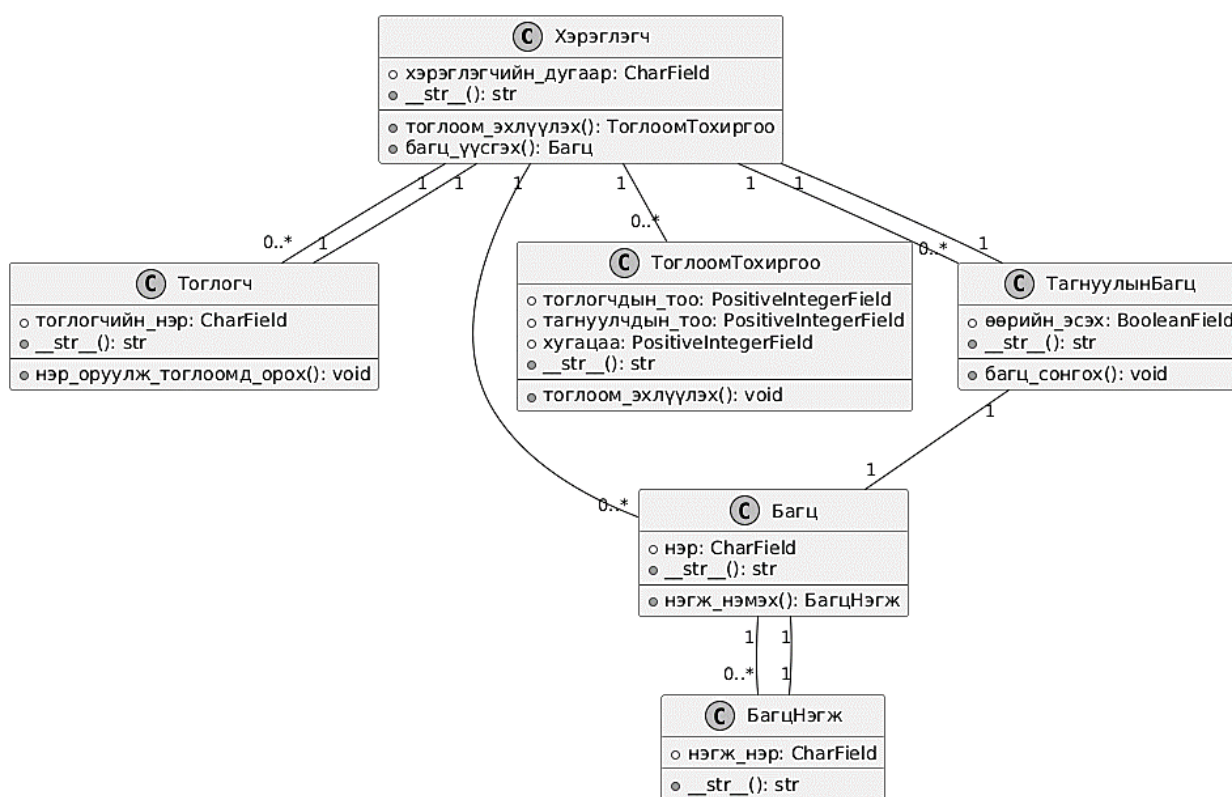 C Хэрэглэгч
хэрэглэгчийн_дугаар: CharField
__str__(): str
тоглоом_эхлүүлэх(): ТоглоомТохиргоо
багц_үүсгэх(): Багц
1
1
1
1
1
1
0..*
1
0..*
0..*
1
C Тоглогч
тоглогчийн_нэр: CharField
__str__(): str
нэр_оруулж_тоглоомд_орох(): void
C ТоглоомТохиргоо
тоглогчдын_тоо: PositiveIntegerField
тагнуулчдын_тоо: PositiveIntegerField
хугацаа: PositiveIntegerField
__str__(): str
тоглоом_эхлүүлэх(): void
C ТагнуулынБагц
өөрийн_эсэх: BooleanField
__str__(): str
багц_сонгох(): void
1
1
0..*
C Багц
нэр: CharField
__str__(): str
нэгж_нэмэх(): БагцНэгж
1
1
0..*
1
C БагцНэгж
нэгж_нэр: CharField
__str__(): str